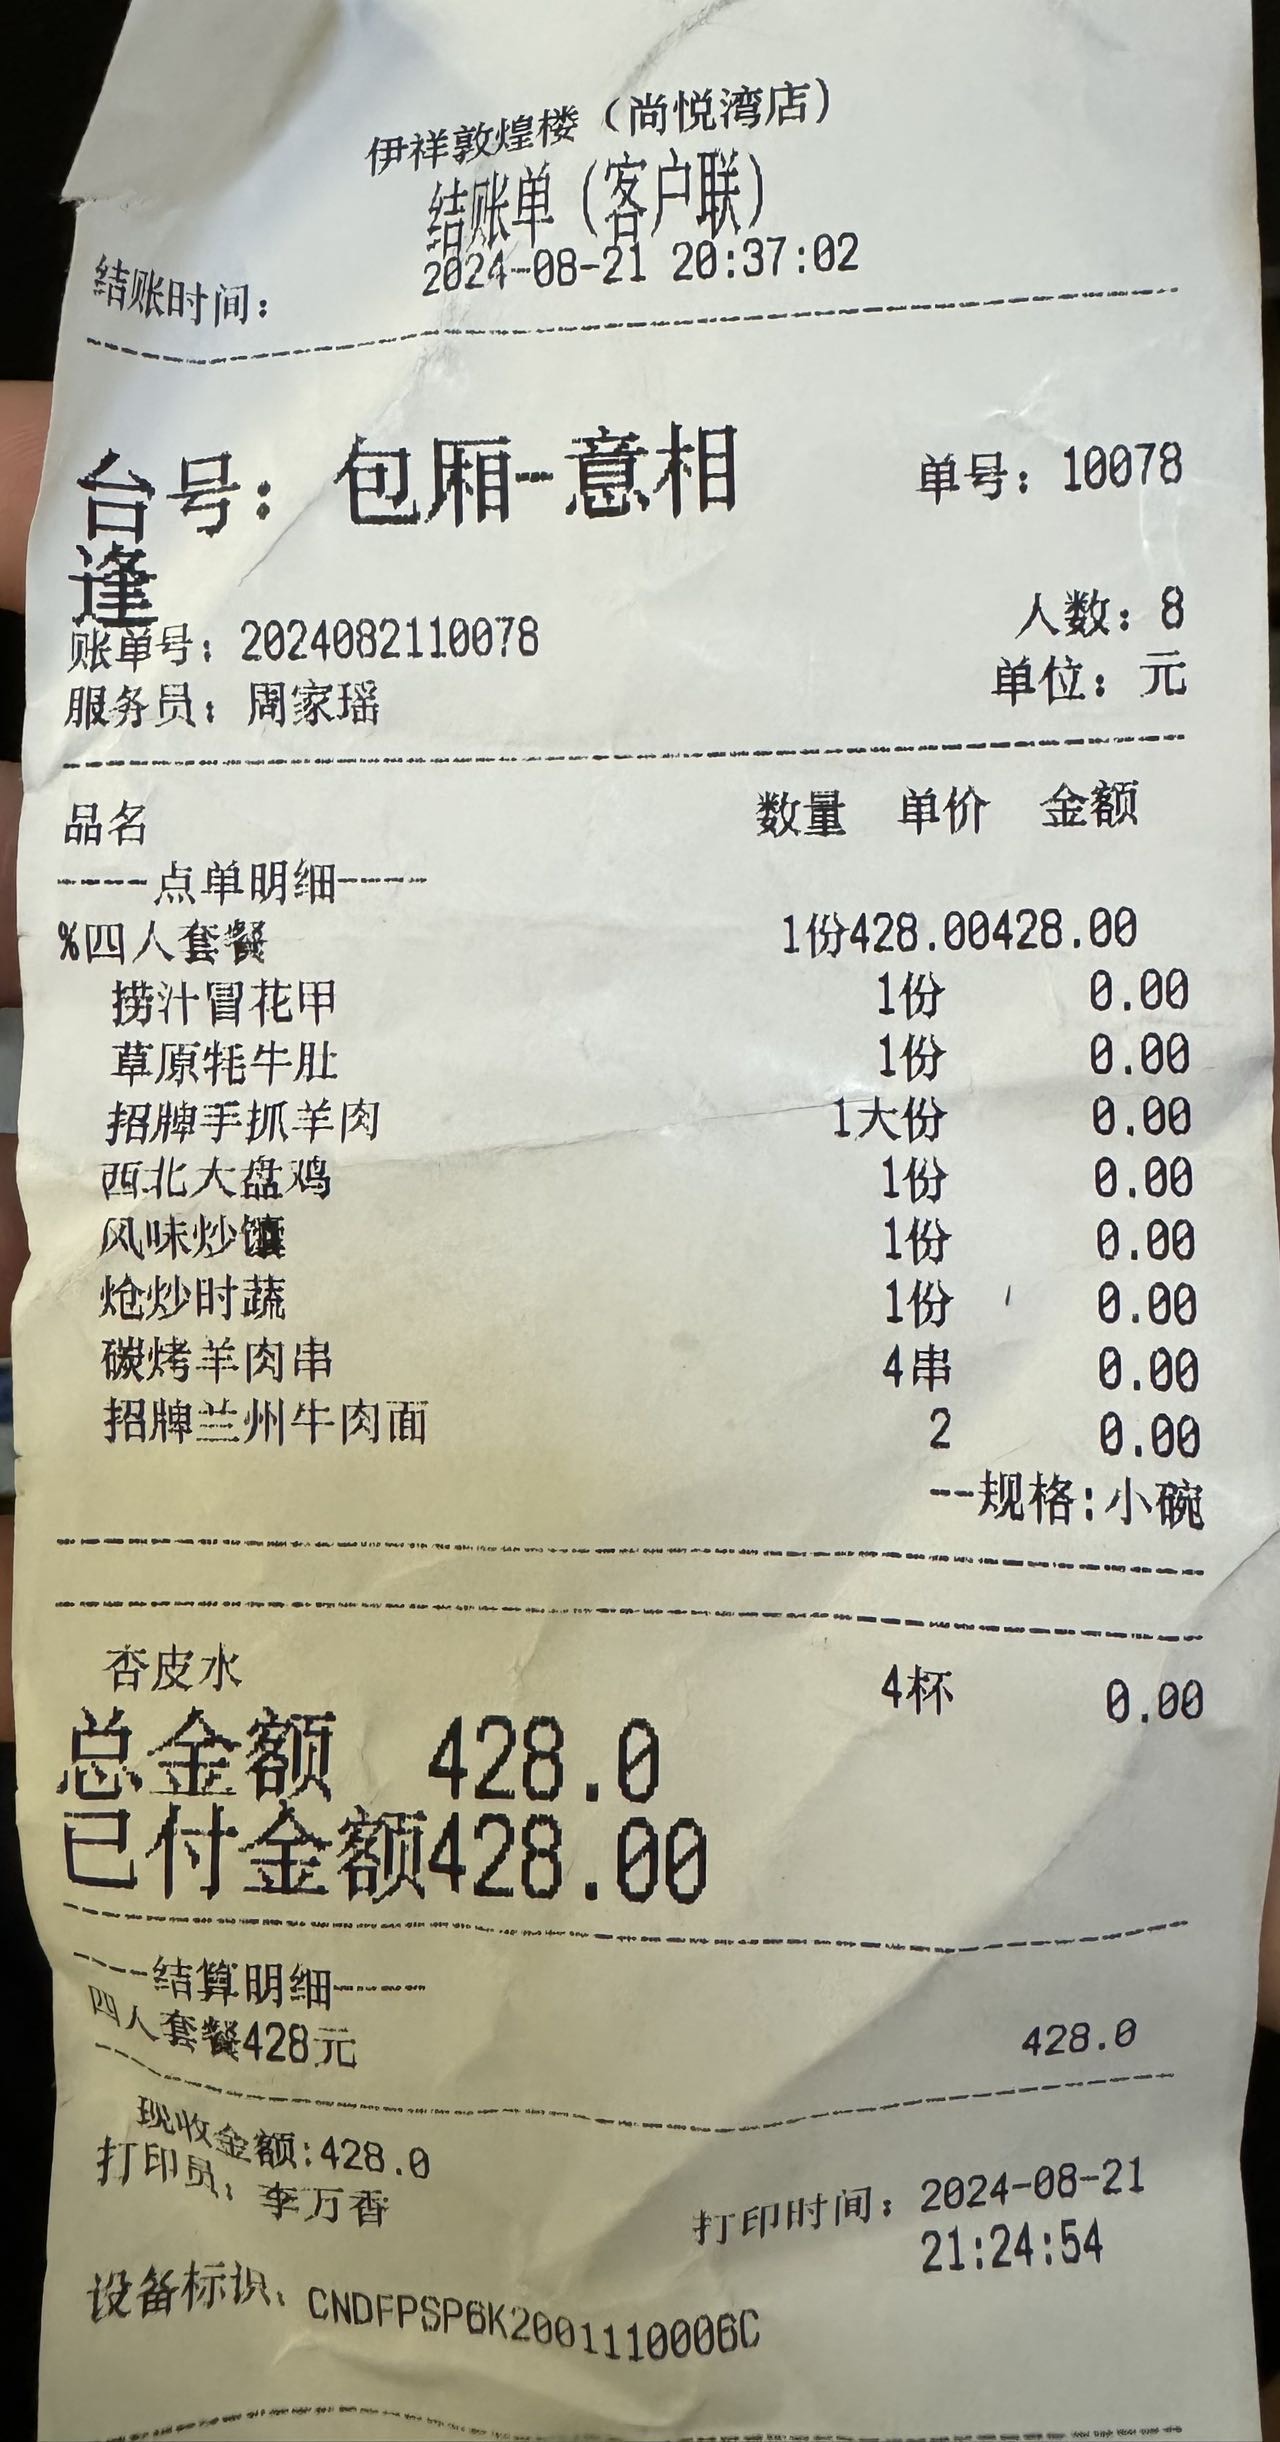 伊祥敦煌楼（尚悦湾店）
结账单（客户联）
结账时间： 2024-08-21 20:37:02
台号：包厢-意相 单号：10078
逢
人数：8
账单号：2024082110078
单位：元
服务员：周家瑶
品名 数量 单价 金额
----点单明细----
%四人套餐 1份428.00428.00
捞汁冒花甲 1份 0.00
草原牦牛肚 1份 0.00
招牌手抓羊肉 1大份 0.00
西北大盘鸡 1份 0.00
风味炒馕 1份 0.00
炝炒时蔬 1份 0.00
碳烤羊肉串 4串 0.00
招牌兰州牛肉面 2 0.00
--规格:小碗
杏皮水 4杯 0.00
总金额 428.0
已付金额428.00
----结算明细----
四人套餐428元 428.0
现收金额:428.0
打印员：李万香 打印时间：2024-08-21
21:24:54
设备标识：CNDFPSP6K2001110006C